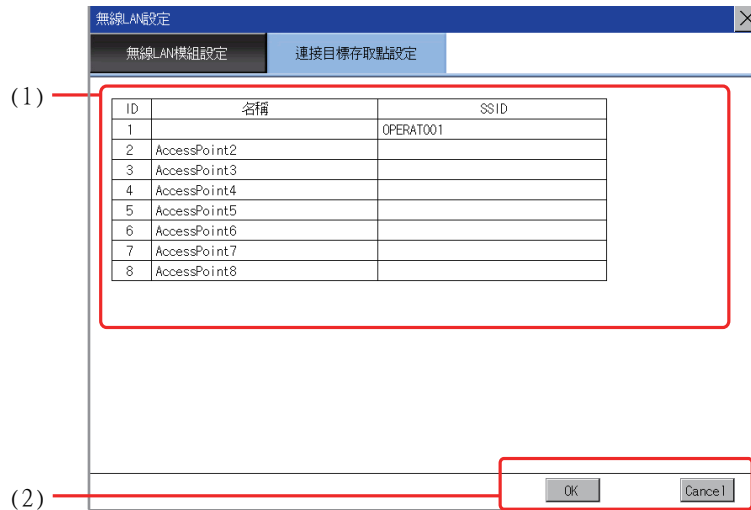 無線LAN設定
無線LAN模組設定 連接目標存取點設定
(1)
ID 名稱 SSID
1 OPERAT001
2 AccessPoint2
3 AccessPoint3
4 AccessPoint4
5 AccessPoint5
6 AccessPoint6
7 AccessPoint7
8 AccessPoint8
(2)
OK Cancel